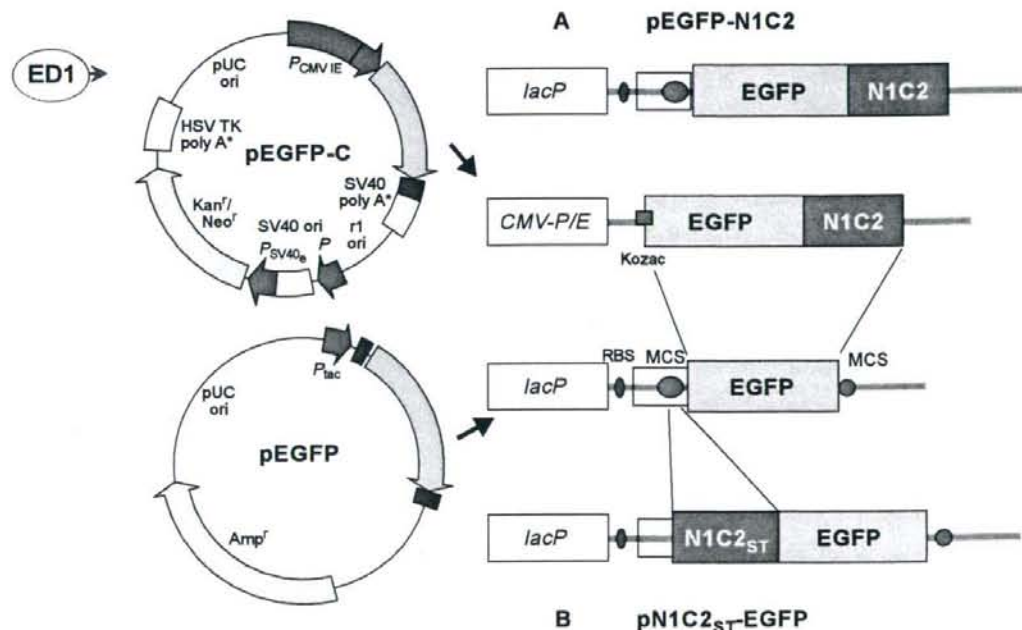 ED1
pUC
ori
P CMV IE
HSV TK
poly A*
pEGFP-C
SV40
poly A*
Kanr/
Neor
SV40 ori
PSV40e
P
r1
ori
A pEGFP-N1C2
lacP
EGFP
N1C2
CMV-P/E
EGFP
N1C2
Kozac
Ptac
pUC
ori
pEGFP
Ampr
RBS
MCS
MCS
lacP
EGFP
lacP
N1C2ST
EGFP
B pN1C2ST-EGFP